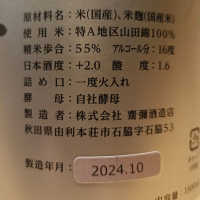 原材料名:米(国産)、米麹(国産米)
使用米:特A地区山田錦100%
精米歩合:55% アルコール分:16度
日本酒度:+2.0 酸度:1.6
詰め口:一度火入れ
酵母:自社酵母
製造者:株式会社 齋彌酒造店
秋田県由利本荘市石脇字石脇53
製造年月:
2024.10
内容量:180